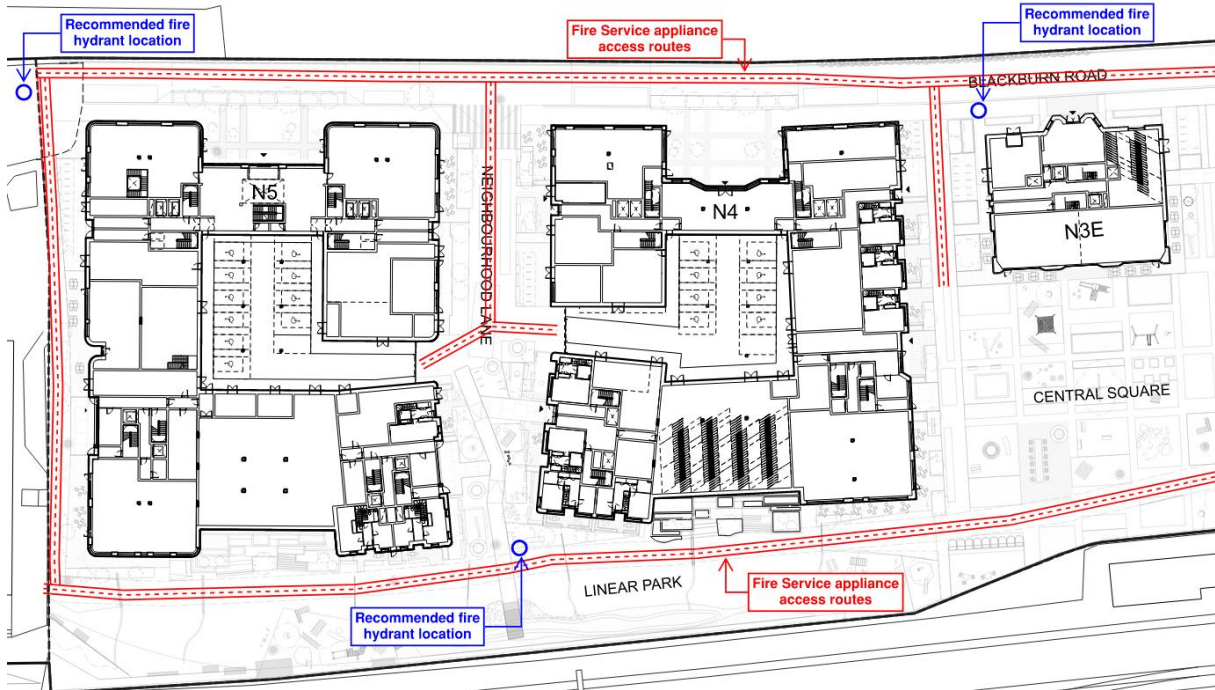 Recommended fire
hydrant location
Fire Service appliance
access routes
Recommended fire
hydrant location
BLACKBURN ROAD
N5
NEIGHBOURHOOD LANE
N4
N3E
CENTRAL SQUARE
LINEAR PARK
Fire Service appliance
access routes
Recommended fire
hydrant location